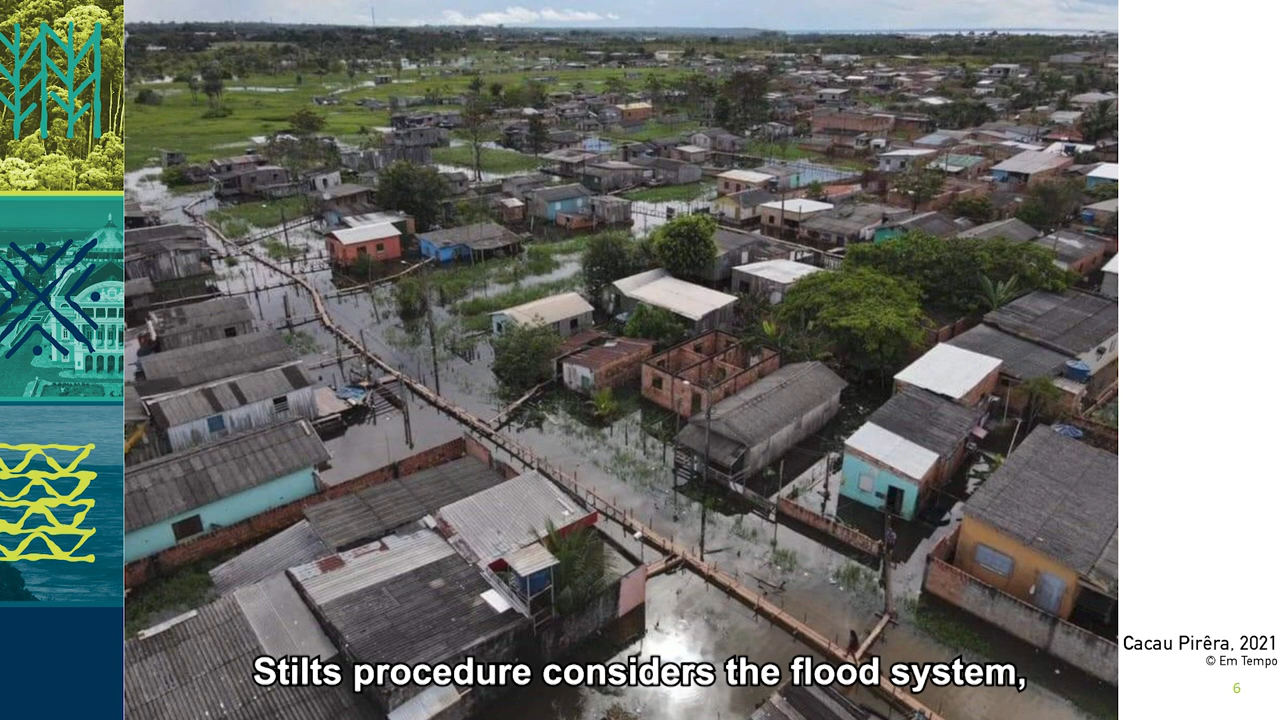 Stilts procedure considers the flood system,
Cacau Pirêra, 2021
© Em Tempo
6